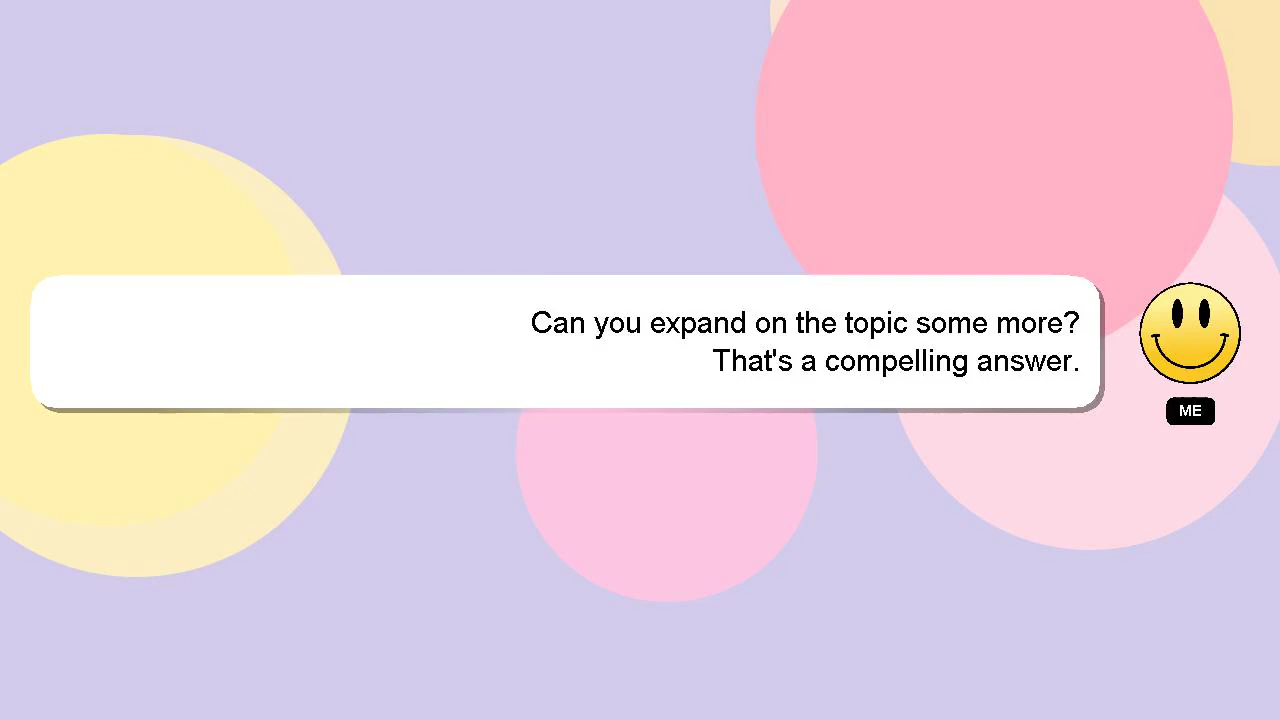 Can you expand on the topic some more?
That's a compelling answer.
ME